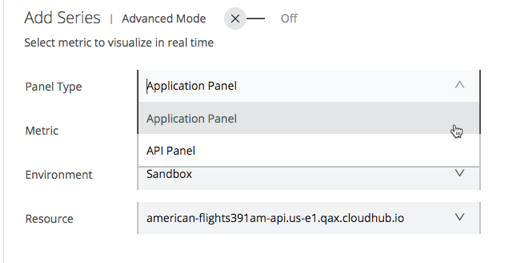 Add Series | Advanced Mode Off
Select metric to visualize in real time
Panel Type Application Panel
Application Panel
Metric
API Panel
Environment Sandbox
Resource american-flights391am-api.us-e1.qax.cloudhub.io